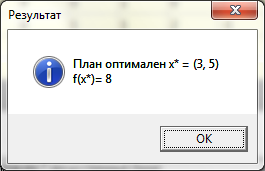 Результат
План оптимален x* = (3, 5)
f(x*)= 8
OK